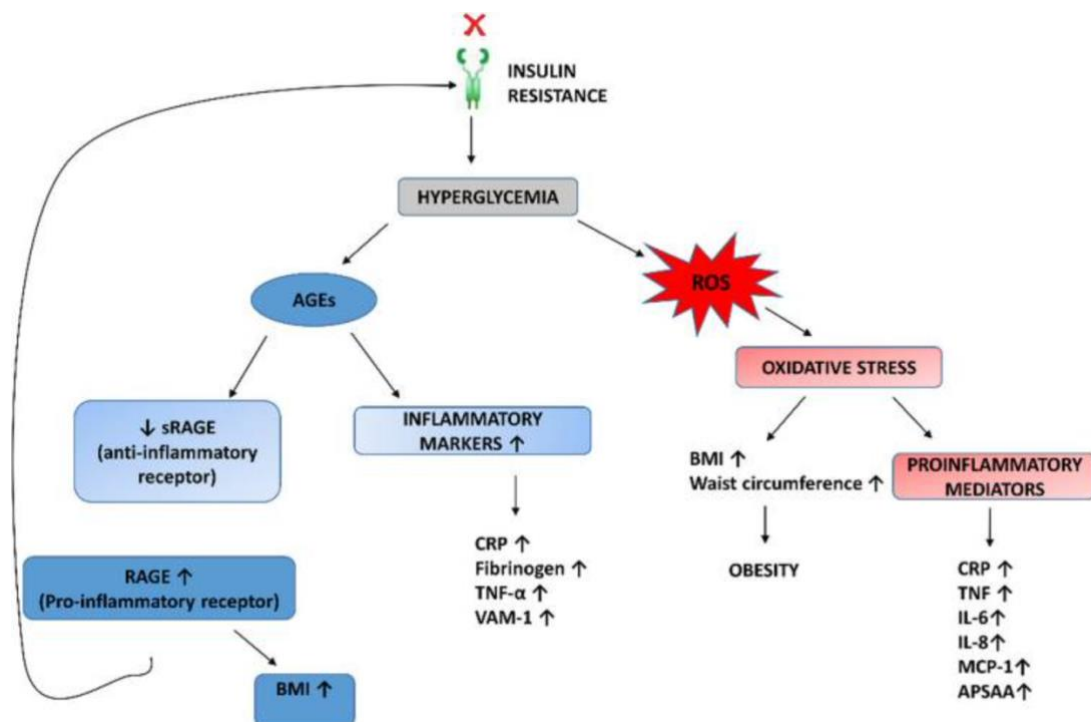 INSULIN
RESISTANCE
HYPERGLYCEMIA
AGEs
ROS
OXIDATIVE STRESS
↓ sRAGE
(anti-inflammatory
receptor)
INFLAMMATORY
MARKERS ↑
BMI ↑
Waist circumference ↑
PROINFLAMMATORY
MEDIATORS
CRP ↑
Fibrinogen ↑
TNF-α ↑
VAM-1 ↑
OBESITY
CRP ↑
TNF ↑
IL-6↑
IL-8↑
MCP-1↑
APSAA↑
RAGE ↑
(Pro-inflammatory receptor)
BMI ↑